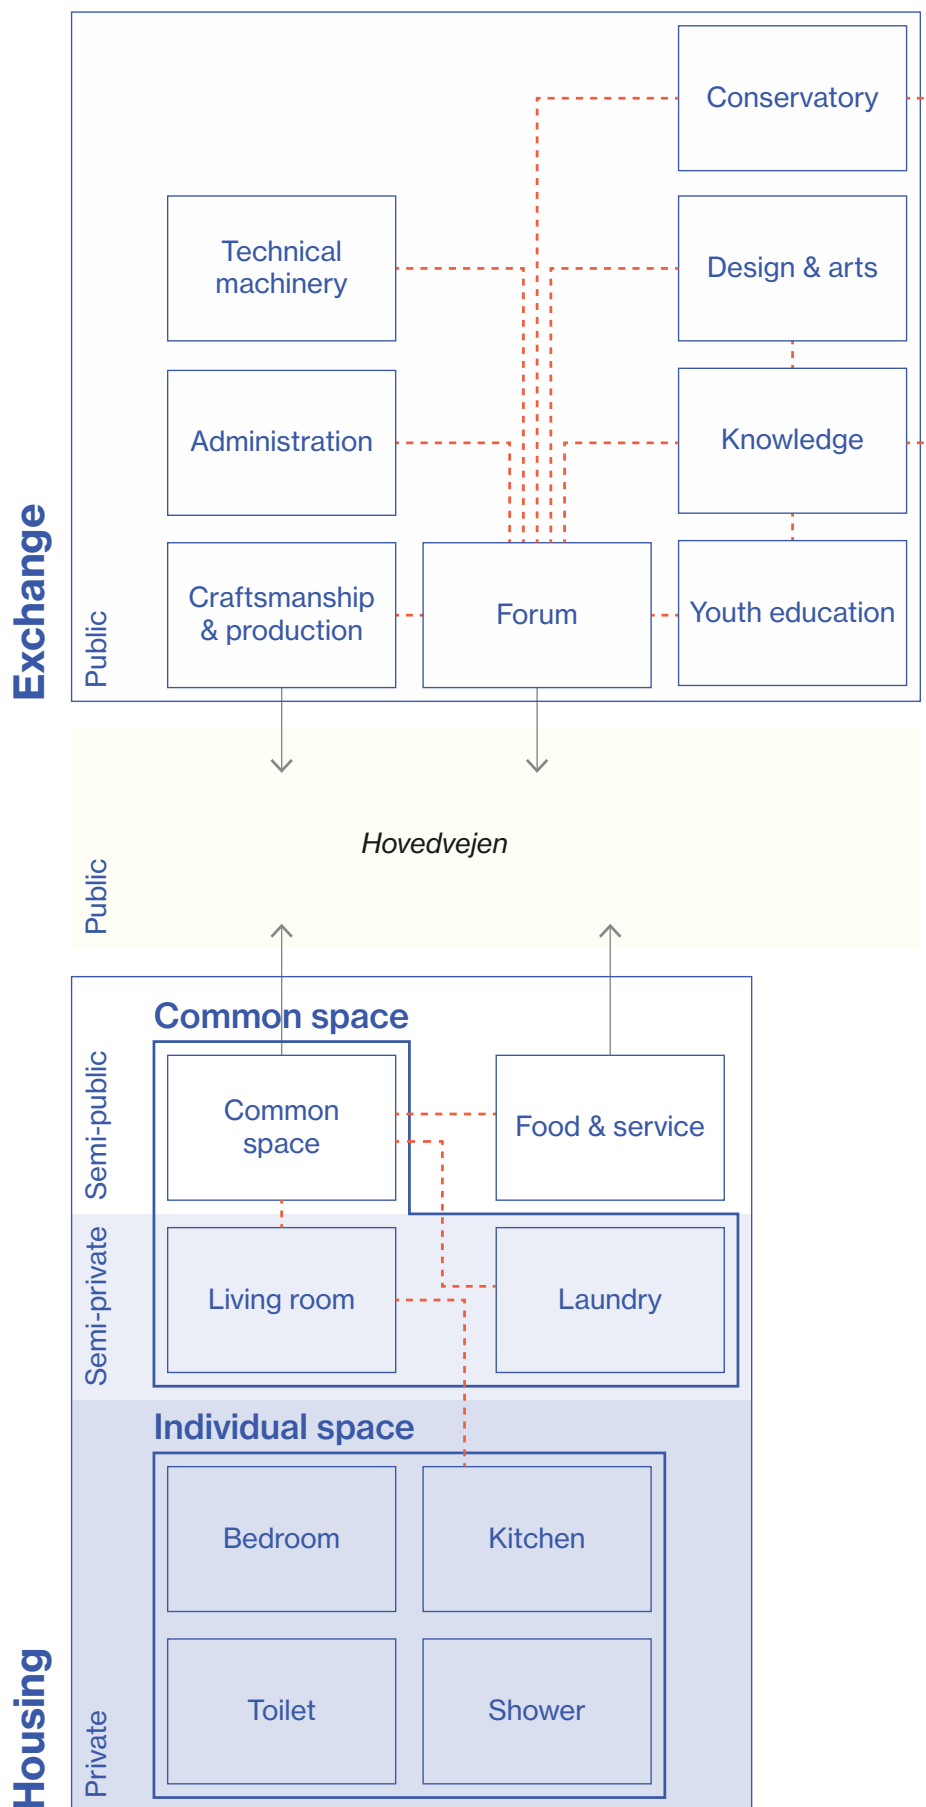 Exchange
Public
Conservatory
Technical
machinery
Design & arts
Administration
Knowledge
Craftsmanship
& production
Forum
Youth education
Public
Hovedvejen
Housing
Semi-public
Common space
Common
space
Food & service
Semi-private
Living room
Laundry
Private
Individual space
Bedroom
Kitchen
Toilet
Shower